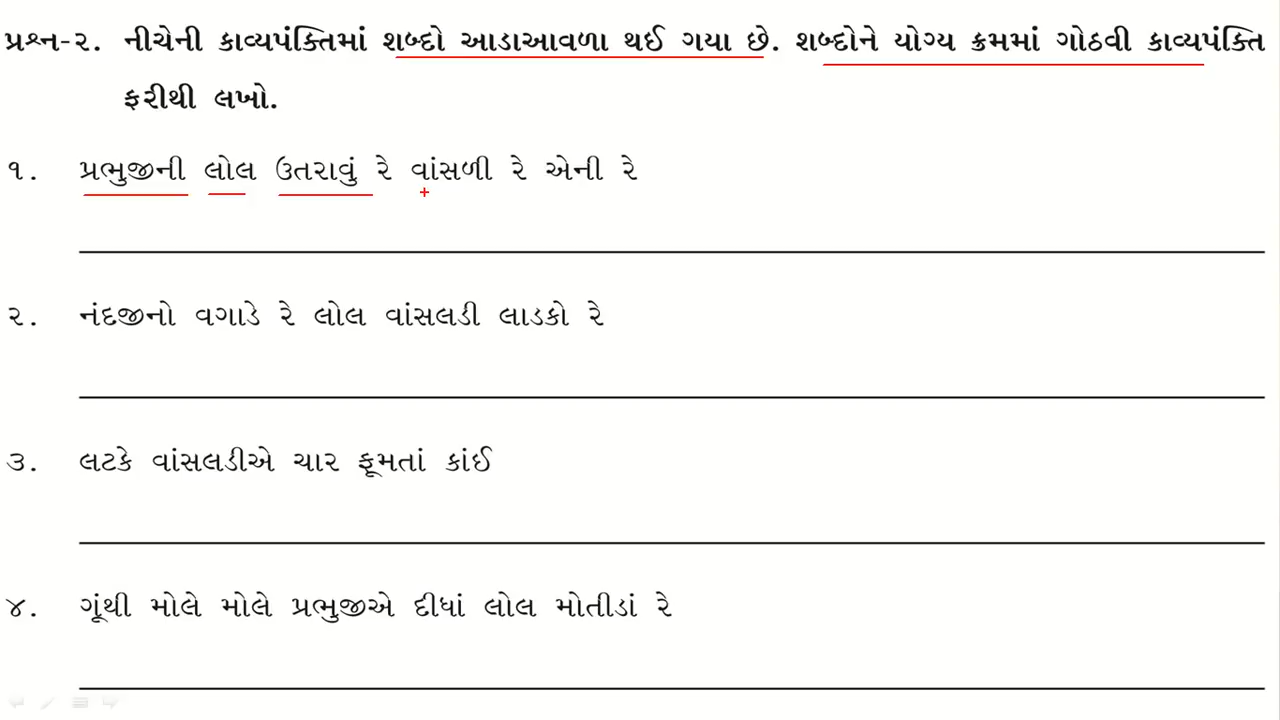 પ્રશ્ન-૨. નીચેની કાવ્યપંક્તિમાં શબ્દો આડાઆવળા થઈ ગયા છે. શબ્દોને યોગ્ય ક્રમમાં ગોઠવી કાવ્યપંક્તિ
ફરીથી લખો.
૧. પ્રભુજીની લોલ ઉતરાવું રે વાંસળી રે એની રે
૨. નંદજીનો વગાડે રે લોલ વાંસલડી લાડકો રે
૩. લટકે વાંસલડીએ ચાર ફૂમતાં કાંઈ
૪. ગૂંથી મોલે મોલે પ્રભુજીએ દીધાં લોલ મોતીડાં રે